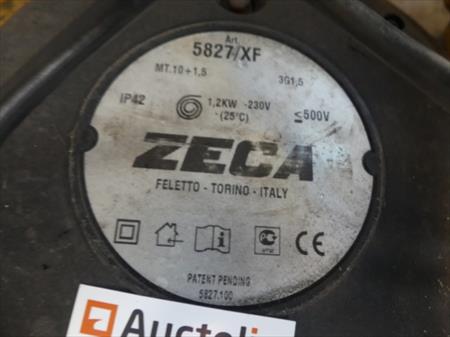 Art.
5827/XF
MT.10+1,5 3G1,5
IP42 1,2KW ~230V ≤500V
(25°C)
ZECA
FELETTO - TORINO - ITALY
CE
PATENT PENDING
5827.100